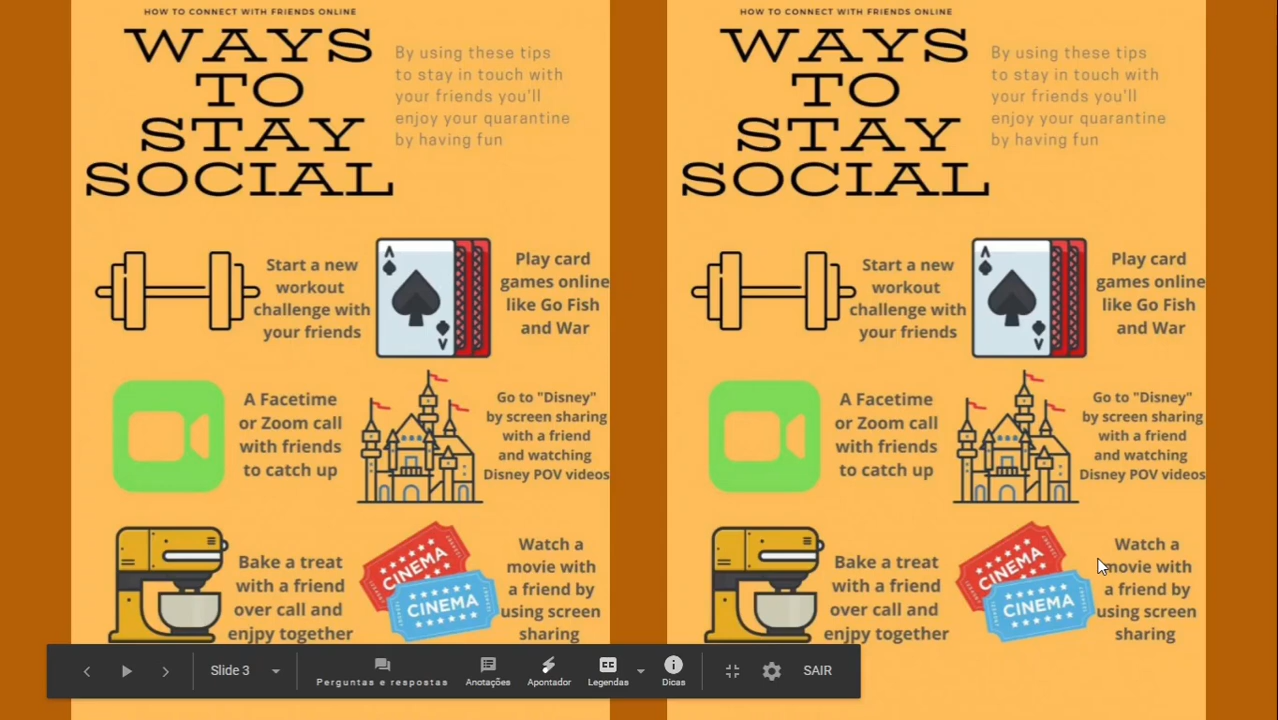 HOW TO CONNECT WITH FRIENDS ONLINE
WAYS
TO
STAY
SOCIAL
By using these tips
to stay in touch with
your friends you'll
enjoy your quarantine
by having fun
Start a new
workout
challenge with
your friends
A
A
Play card
games online
like Go Fish
and War
A Facetime
or Zoom call
with friends
to catch up
Go to "Disney"
by screen sharing
with a friend
and watching
Disney POV videos
Bake a treat
with a friend
over call and
enjpy together
CINEMA
CINEMA
Watch a
movie with
a friend by
using screen
sharing
HOW TO CONNECT WITH FRIENDS ONLINE
WAYS
TO
STAY
SOCIAL
By using these tips
to stay in touch with
your friends you'll
enjoy your quarantine
by having fun
Start a new
workout
challenge with
your friends
A
A
Play card
games online
like Go Fish
and War
A Facetime
or Zoom call
with friends
to catch up
Go to "Disney"
by screen sharing
with a friend
and watching
Disney POV videos
Bake a treat
with a friend
over call and
enjpy together
CINEMA
CINEMA
Watch a
movie with
a friend by
using screen
sharing
Slide 3
Perguntas e respostas
Anotações
Apontador
CC
Legendas
Dicas
SAIR